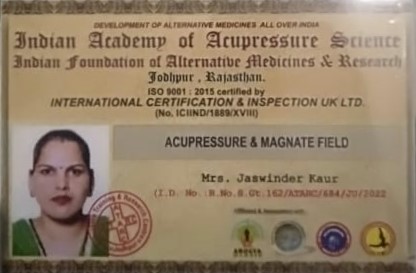 DEVELOPMENT OF ALTERNATIVE MEDICINES ALL OVER INDIA
Indian Academy of Acupressure Science
Indian Foundation of Alternative Medicines & Research
Jodhpur , Rajasthan.
ISO 9001 : 2015 certified by
INTERNATIONAL CERTIFICATION & INSPECTION UK LTD.
(No. ICIIND/1889/XVIII)
ACUPRESSURE & MAGNATE FIELD
Mrs. Jaswinder Kaur